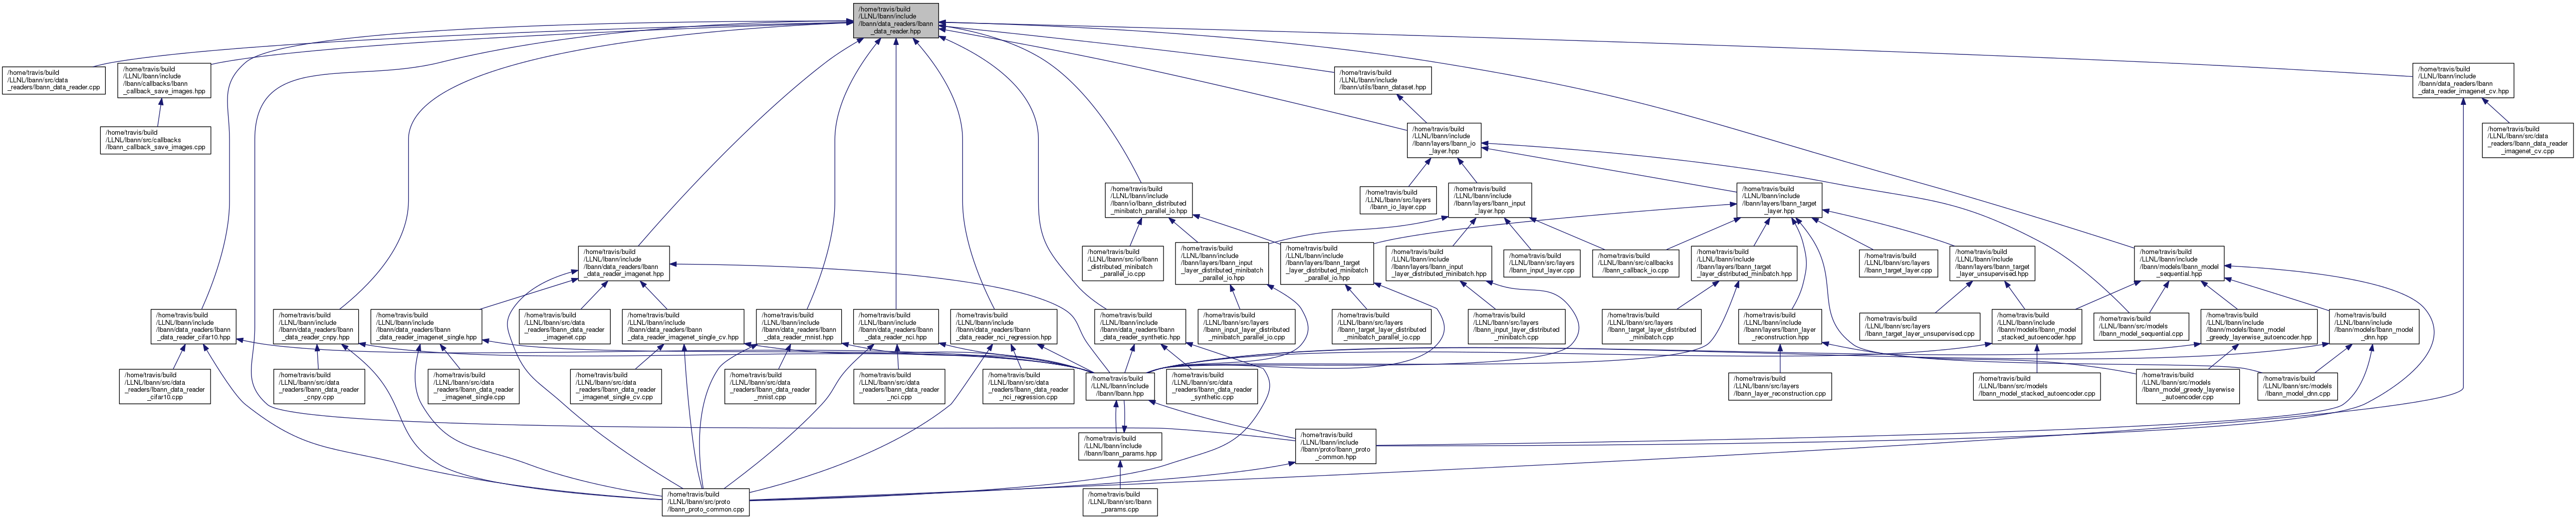 /home/travis/build
/LLNL/lbann/include
/lbann/data_readers/lbann
_data_reader.hpp
/home/travis/build
/LLNL/lbann/src/data
_readers/lbann_data_reader.cpp
/home/travis/build
/LLNL/lbann/include
/lbann/callbacks/lbann
_callback_save_images.hpp
/home/travis/build
/LLNL/lbann/include
/lbann/utils/lbann_dataset.hpp
/home/travis/build
/LLNL/lbann/include
/lbann/data_readers/lbann
_data_reader_imagenet_cv.hpp
/home/travis/build
/LLNL/lbann/src/callbacks
/lbann_callback_save_images.cpp
/home/travis/build
/LLNL/lbann/include
/lbann/layers/lbann_io
_layer.hpp
/home/travis/build
/LLNL/lbann/src/data
_readers/lbann_data_reader
_imagenet_cv.cpp
/home/travis/build
/LLNL/lbann/include
/lbann/io/lbann_distributed
_minibatch_parallel_io.hpp
/home/travis/build
/LLNL/lbann/src/layers
/lbann_io_layer.cpp
/home/travis/build
/LLNL/lbann/include
/lbann/layers/lbann_input
_layer.hpp
/home/travis/build
/LLNL/lbann/include
/lbann/layers/lbann_target
_layer.hpp
/home/travis/build
/LLNL/lbann/include
/lbann/data_readers/lbann
_data_reader_imagenet.hpp
/home/travis/build
/LLNL/lbann/src/io/lbann
_distributed_minibatch
_parallel_io.cpp
/home/travis/build
/LLNL/lbann/include
/lbann/layers/lbann_input
_layer_distributed_minibatch
_parallel_io.hpp
/home/travis/build
/LLNL/lbann/include
/lbann/layers/lbann_target
_layer_distributed_minibatch
_parallel_io.hpp
/home/travis/build
/LLNL/lbann/include
/lbann/layers/lbann_input
_layer_distributed_minibatch.hpp
/home/travis/build
/LLNL/lbann/src/layers
/lbann_input_layer.cpp
/home/travis/build
/LLNL/lbann/src/callbacks
/lbann_callback_io.cpp
/home/travis/build
/LLNL/lbann/include
/lbann/layers/lbann_target
_layer_distributed_minibatch.hpp
/home/travis/build
/LLNL/lbann/src/layers
/lbann_target_layer.cpp
/home/travis/build
/LLNL/lbann/include
/lbann/layers/lbann_target
_layer_unsupervised.hpp
/home/travis/build
/LLNL/lbann/include
/lbann/models/lbann_model
_sequential.hpp
/home/travis/build
/LLNL/lbann/include
/lbann/data_readers/lbann
_data_reader_cifar10.hpp
/home/travis/build
/LLNL/lbann/include
/lbann/data_readers/lbann
_data_reader_cnpy.hpp
/home/travis/build
/LLNL/lbann/include
/lbann/data_readers/lbann
_data_reader_imagenet_single.hpp
/home/travis/build
/LLNL/lbann/src/data
_readers/lbann_data_reader
_imagenet.cpp
/home/travis/build
/LLNL/lbann/include
/lbann/data_readers/lbann
_data_reader_imagenet_single_cv.hpp
/home/travis/build
/LLNL/lbann/include
/lbann/data_readers/lbann
_data_reader_mnist.hpp
/home/travis/build
/LLNL/lbann/include
/lbann/data_readers/lbann
_data_reader_nci.hpp
/home/travis/build
/LLNL/lbann/include
/lbann/data_readers/lbann
_data_reader_nci_regression.hpp
/home/travis/build
/LLNL/lbann/include
/lbann/data_readers/lbann
_data_reader_synthetic.hpp
/home/travis/build
/LLNL/lbann/src/layers
/lbann_input_layer_distributed
_minibatch_parallel_io.cpp
/home/travis/build
/LLNL/lbann/src/layers
/lbann_target_layer_distributed
_minibatch_parallel_io.cpp
/home/travis/build
/LLNL/lbann/src/layers
/lbann_input_layer_distributed
_minibatch.cpp
/home/travis/build
/LLNL/lbann/src/layers
/lbann_target_layer_distributed
_minibatch.cpp
/home/travis/build
/LLNL/lbann/include
/lbann/layers/lbann_layer
_reconstruction.hpp
/home/travis/build
/LLNL/lbann/src/layers
/lbann_target_layer_unsupervised.cpp
/home/travis/build
/LLNL/lbann/include
/lbann/models/lbann_model
_stacked_autoencoder.hpp
/home/travis/build
/LLNL/lbann/src/models
/lbann_model_sequential.cpp
/home/travis/build
/LLNL/lbann/include
/lbann/models/lbann_model
_greedy_layerwise_autoencoder.hpp
/home/travis/build
/LLNL/lbann/include
/lbann/models/lbann_model
_dnn.hpp
/home/travis/build
/LLNL/lbann/src/data
_readers/lbann_data_reader
_cifar10.cpp
/home/travis/build
/LLNL/lbann/src/data
_readers/lbann_data_reader
_cnpy.cpp
/home/travis/build
/LLNL/lbann/src/data
_readers/lbann_data_reader
_imagenet_single.cpp
/home/travis/build
/LLNL/lbann/src/data
_readers/lbann_data_reader
_imagenet_single_cv.cpp
/home/travis/build
/LLNL/lbann/src/data
_readers/lbann_data_reader
_mnist.cpp
/home/travis/build
/LLNL/lbann/src/data
_readers/lbann_data_reader
_nci.cpp
/home/travis/build
/LLNL/lbann/src/data
_readers/lbann_data_reader
_nci_regression.cpp
/home/travis/build
/LLNL/lbann/include
/lbann/lbann.hpp
/home/travis/build
/LLNL/lbann/src/data
_readers/lbann_data_reader
_synthetic.cpp
/home/travis/build
/LLNL/lbann/src/layers
/lbann_layer_reconstruction.cpp
/home/travis/build
/LLNL/lbann/src/models
/lbann_model_stacked_autoencoder.cpp
/home/travis/build
/LLNL/lbann/src/models
/lbann_model_greedy_layerwise
_autoencoder.cpp
/home/travis/build
/LLNL/lbann/src/models
/lbann_model_dnn.cpp
/home/travis/build
/LLNL/lbann/include
/lbann/lbann_params.hpp
/home/travis/build
/LLNL/lbann/include
/lbann/proto/lbann_proto
_common.hpp
/home/travis/build
/LLNL/lbann/src/proto
/lbann_proto_common.cpp
/home/travis/build
/LLNL/lbann/src/lbann
_params.cpp